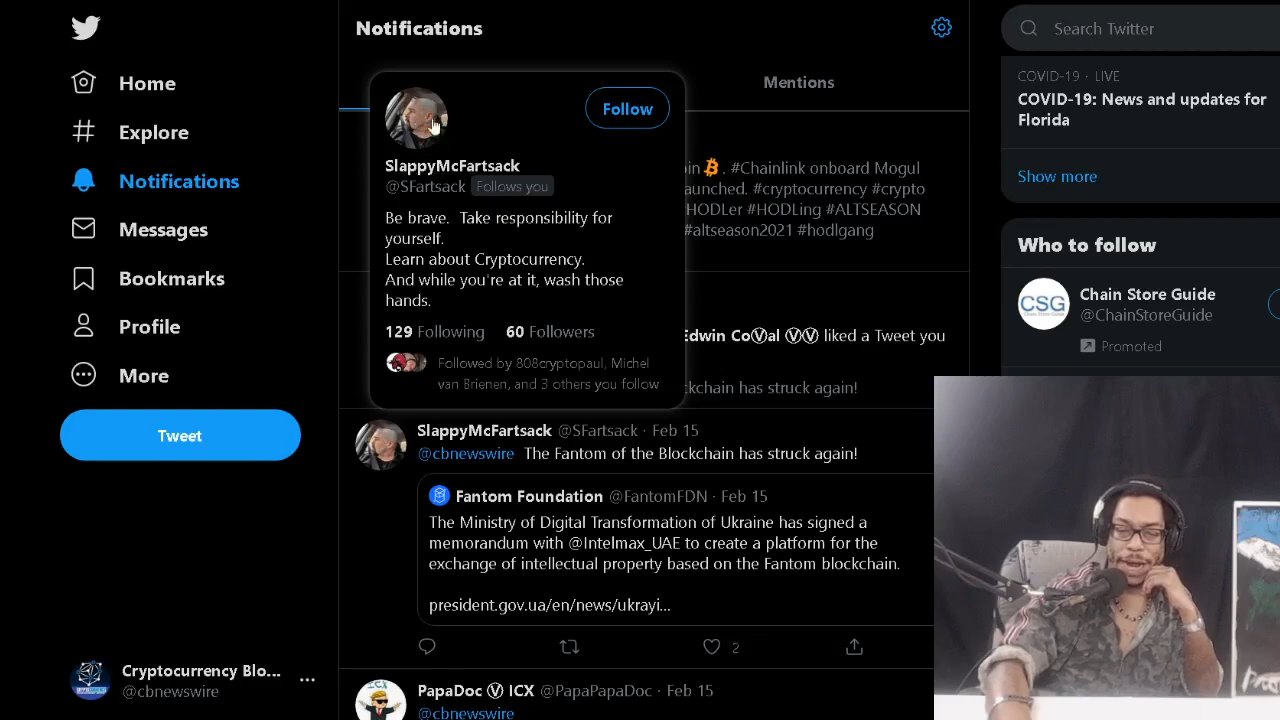 Home
Explore
Notifications
Messages
Bookmarks
Profile
More
Tweet
Cryptocurrency Blo...
@cbnewswire
Notifications
Mentions
Follow
SlappyMcFartsack
@SFartsack Follows you
Be brave. Take responsibility for
yourself.
Learn about Cryptocurrency.
And while you're at it, wash those
hands.
129 Following 60 Followers
Followed by 808cryptopaul, Michel
van Brienen, and 3 others you follow
. #Chainlink onboard Mogul
#cryptocurrency #crypto
#HODLing #ALTSEASON
#altseason2021 #hodlgang
Edwin CoⓋal ⓋⓋ liked a Tweet you
has struck again!
SlappyMcFartsack @SFartsack · Feb 15
@cbnewswire The Fantom of the Blockchain has struck again!
Fantom Foundation @FantomFDN · Feb 15
The Ministry of Digital Transformation of Ukraine has signed a
memorandum with @Intelmax_UAE to create a platform for the
exchange of intellectual property based on the Fantom blockchain.
president.gov.ua/en/news/ukrayi...
2
PapaDoc Ⓥ ICX @PapaPapaDoc · Feb 15
@cbnewswire
Search Twitter
COVID-19 · LIVE
COVID-19: News and updates for
Florida
Show more
Who to follow
CSG
Chain Store Guide
Chain Store Guide
@ChainStoreGuide
Promoted